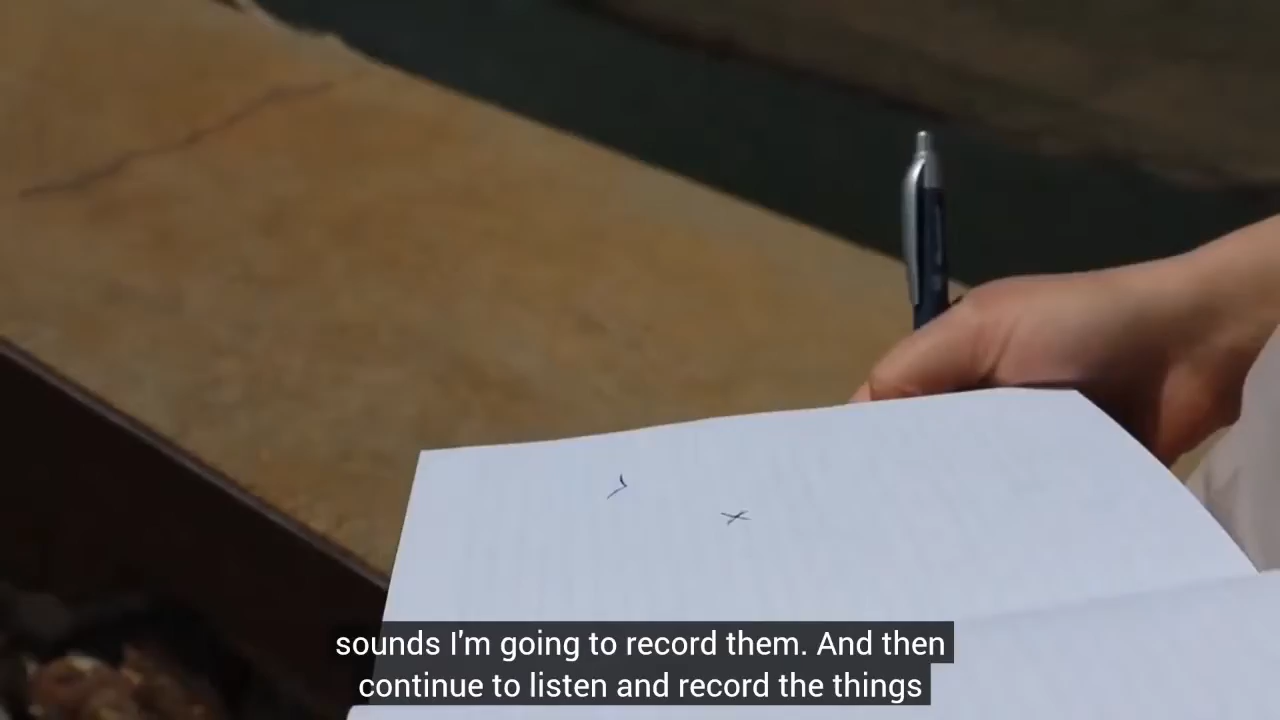 sounds I'm going to record them. And then
continue to listen and record the things